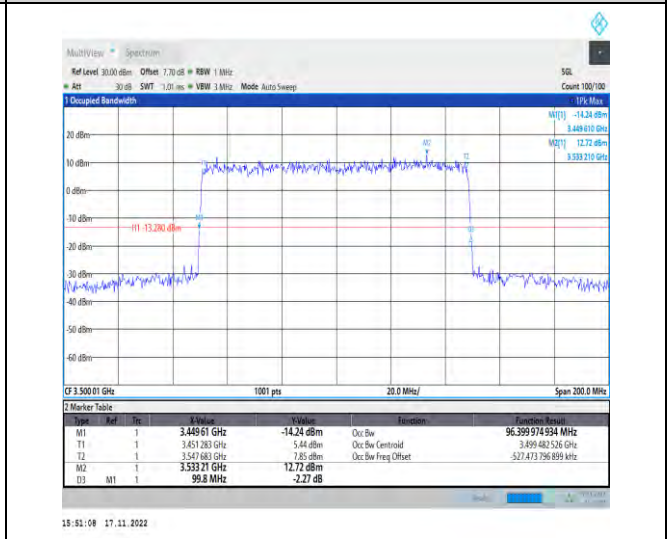 MultiView Spectrum
Ref Level 30.00 dBm Offset 7.70 dB RBW 1 MHz SGL
Att 30 dB SWT 1.01 ms VBW 3 MHz Mode Auto Sweep Count 100/100
1 Occupied Bandwidth 1Pk Max
M1[1] -14.24 dBm
3.449 610 GHz
20 dBm M2[1] 12.72 dBm
M2 3.533 210 GHz
T2
10 dBm
0 dBm
-10 dBm
H1 -13.280 dBm
-20 dBm
-30 dBm
-40 dBm
-50 dBm
-60 dBm
CF 3.500 01 GHz 1001 pts 20.0 MHz/ Span 200.0 MHz
2 Marker Table
Type Ref Trc X-Value Y-Value Function Function Result
M1 1 3.449 61 GHz -14.24 dBm Occ Bw 96.399 974 934 MHz
T1 1 3.451 283 GHz 5.44 dBm Occ Bw Centroid 3.499 482 526 GHz
T2 1 3.547 683 GHz 7.85 dBm Occ Bw Freq Offset -527.473 796 899 kHz
M2 1 3.533 21 GHz 12.72 dBm
D3 M1 1 99.8 MHz -2.27 dB
15:51:08 17.11.2022